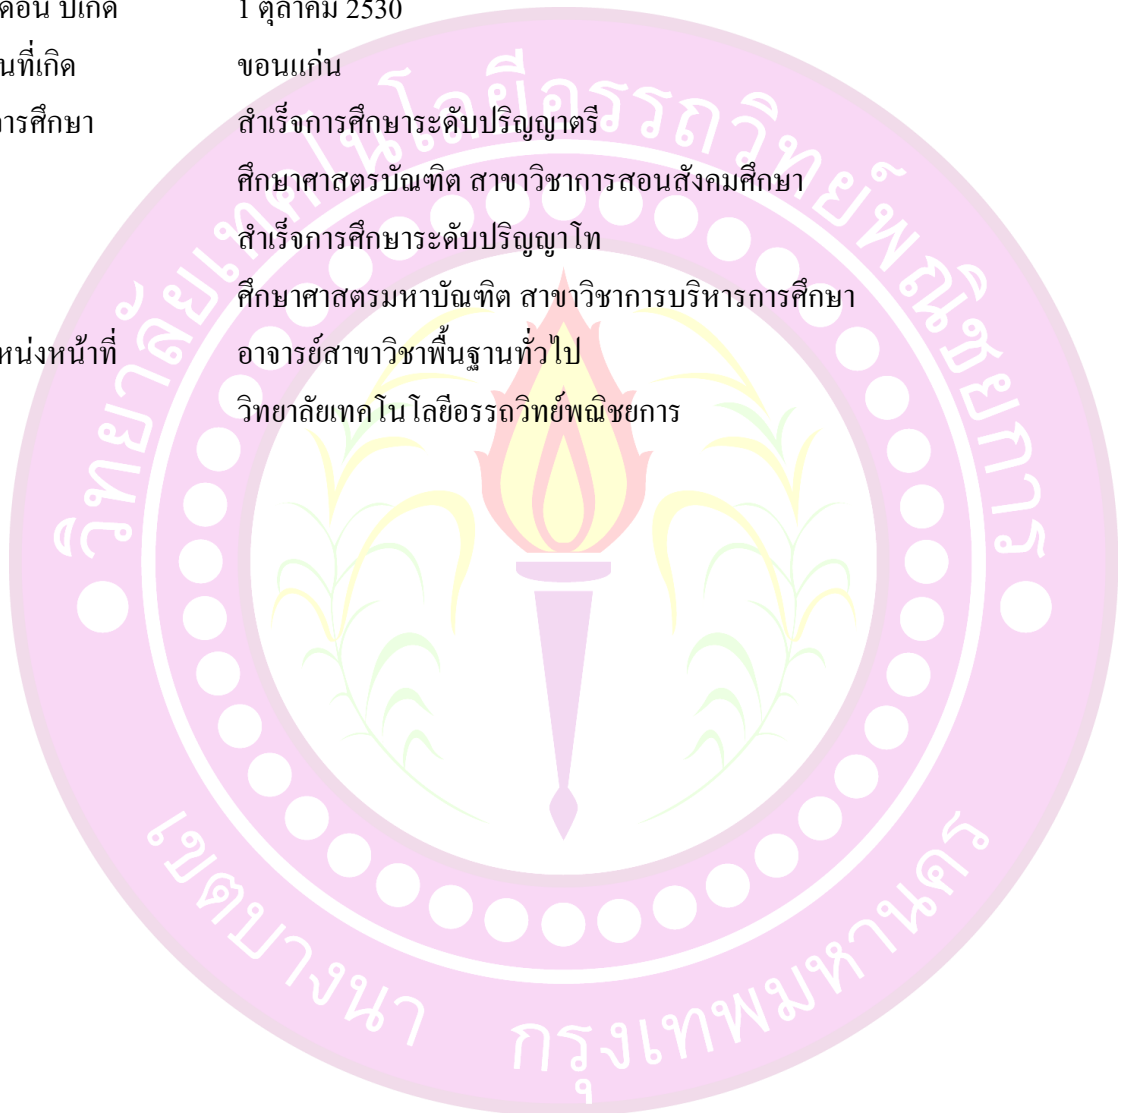 ดือน ปีเกิด 1 ตุลาคม 2530
นที่เกิด ขอนแก่น
การศึกษา สำเร็จการศึกษาระดับปริญญาตรี
ศึกษาศาสตรบัณฑิต สาขาวิชาการสอนสังคมศึกษา
สำเร็จการศึกษาระดับปริญญาโท
ศึกษาศาสตรมหาบัณฑิต สาขาวิชาการบริหารการศึกษา
หน่งหน้าที่ อาจารย์สาขาวิชาพื้นฐานทั่วไป
วิทยาลัยเทคโนโลยีอรรถวิทย์พณิชยการ
วิทยาลัยเทคโนโลยีอรรถวิทย์พณิชยการ
เขตบางนา กรุงเทพมหานคร